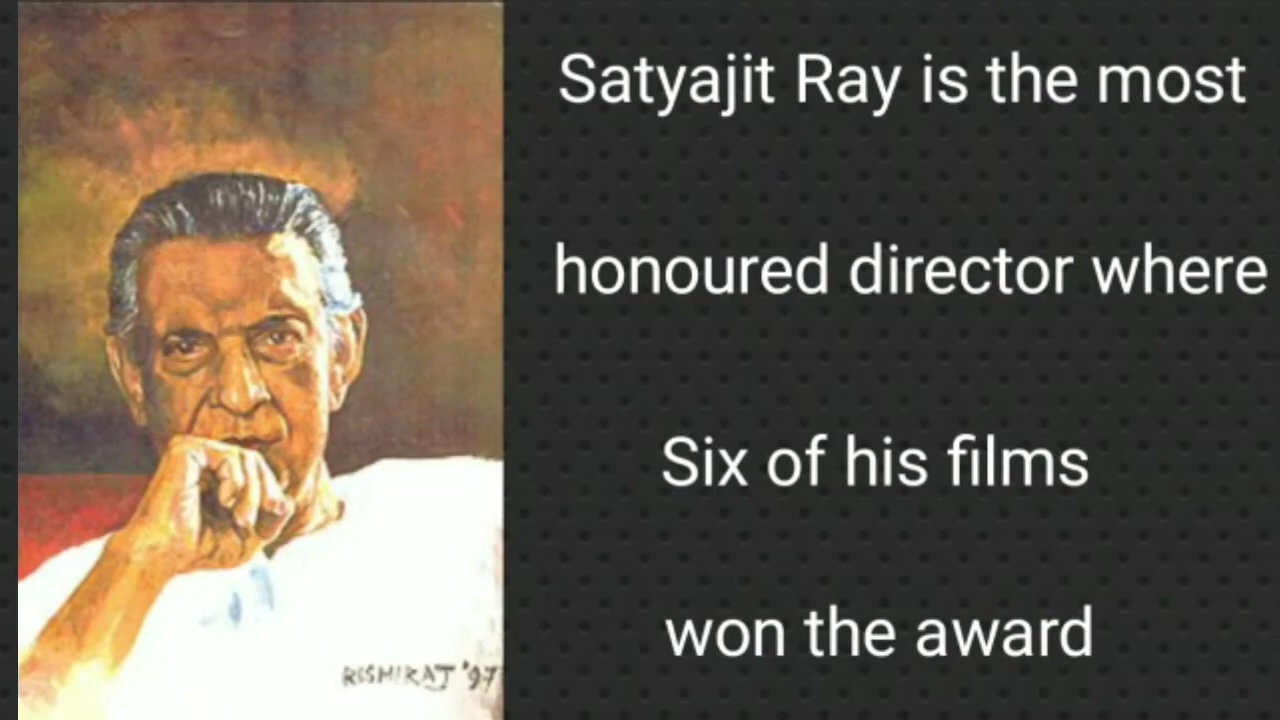 Satyajit Ray is the most
honoured director where
Six of his films
won the award
RISHIRAJ '97